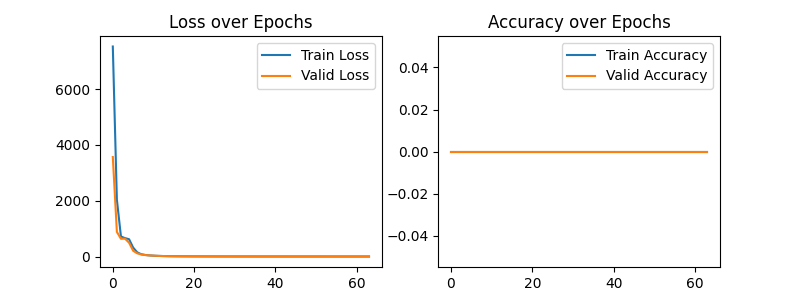 Loss over Epochs
Train Loss
Valid Loss
6000
4000
2000
0
0
20
40
60
Accuracy over Epochs
Train Accuracy
Valid Accuracy
0.04
0.02
0.00
−0.02
−0.04
0
20
40
60